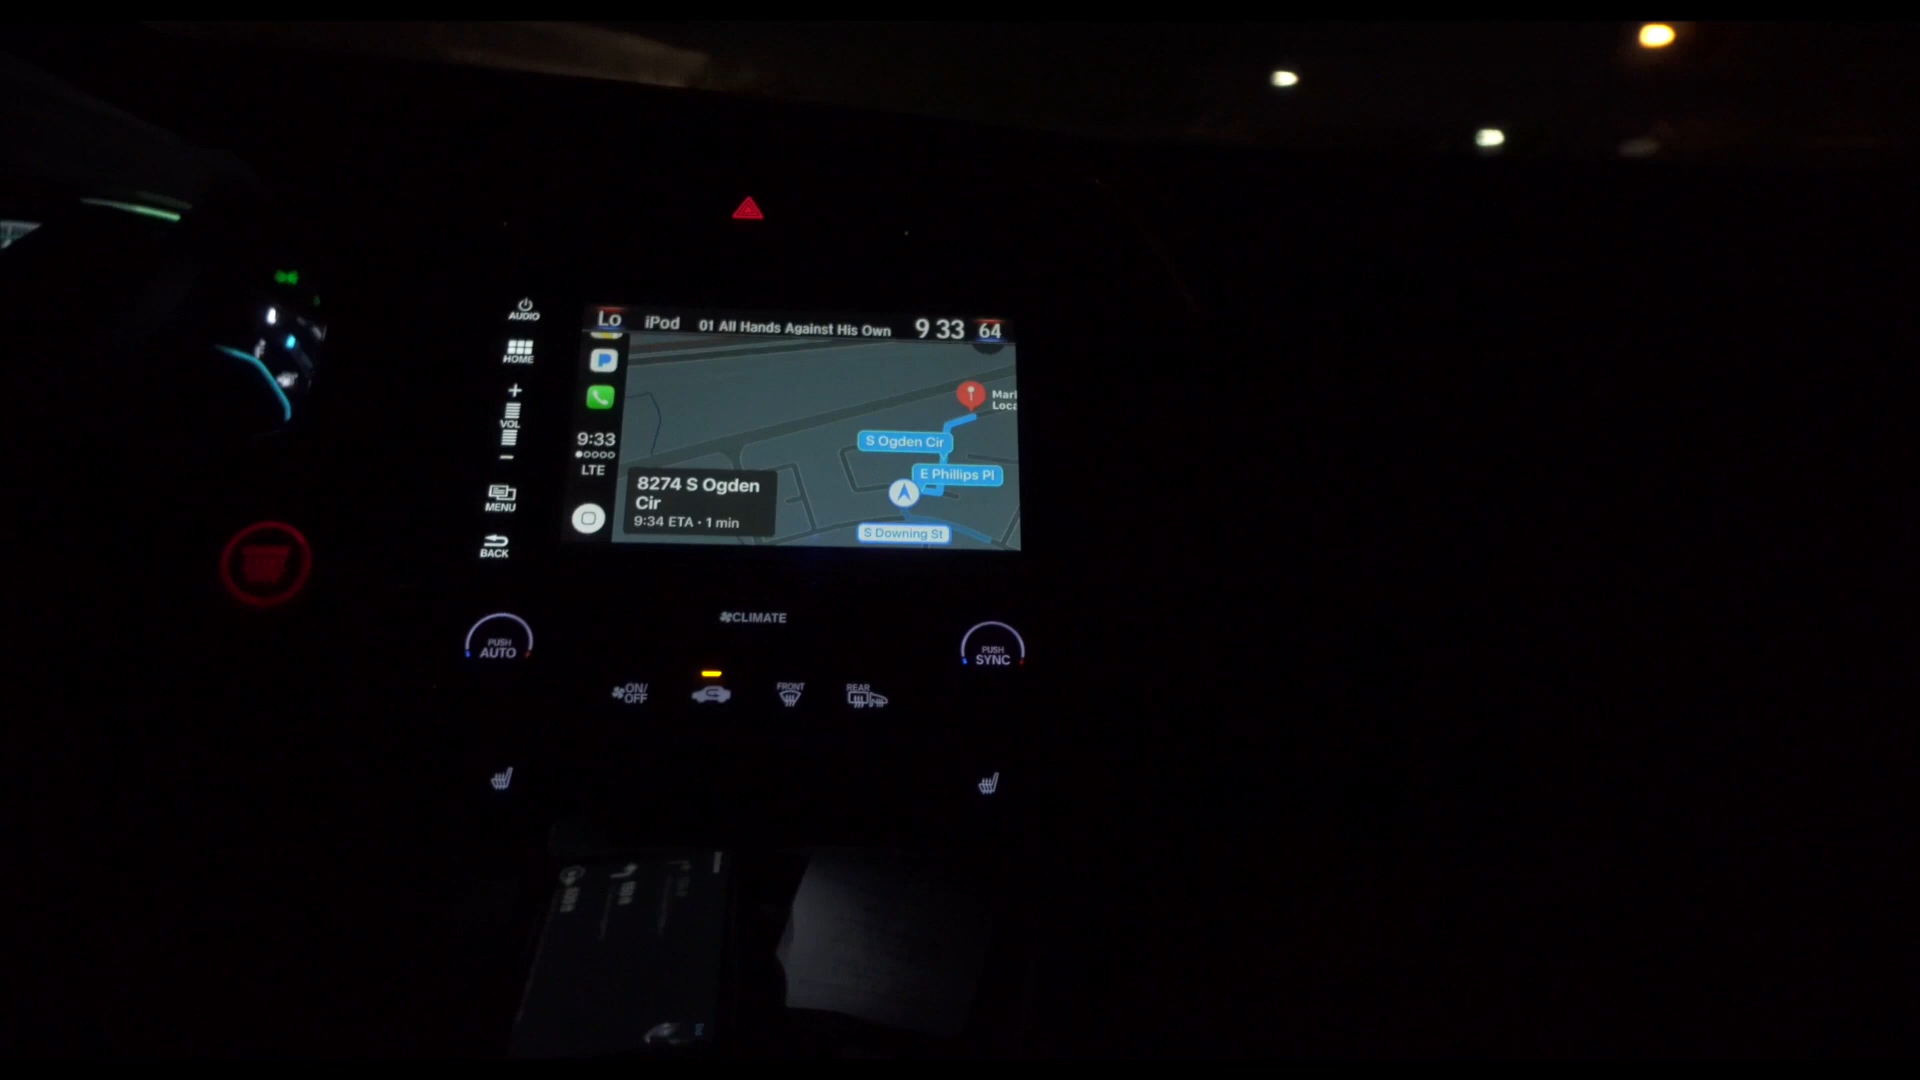 AUDIO
HOME
+
VOL
−
MENU
BACK
Lo iPod 01 All Hands Against His Own 9 33 64
P
9:33
LTE
Marl
Loca
S Ogden Cir
E Phillips Pl
S Downing St
8274 S Ogden
Cir
9:34 ETA · 1 min
CLIMATE
PUSH
AUTO
PUSH
SYNC
ON/
OFF
FRONT
REAR